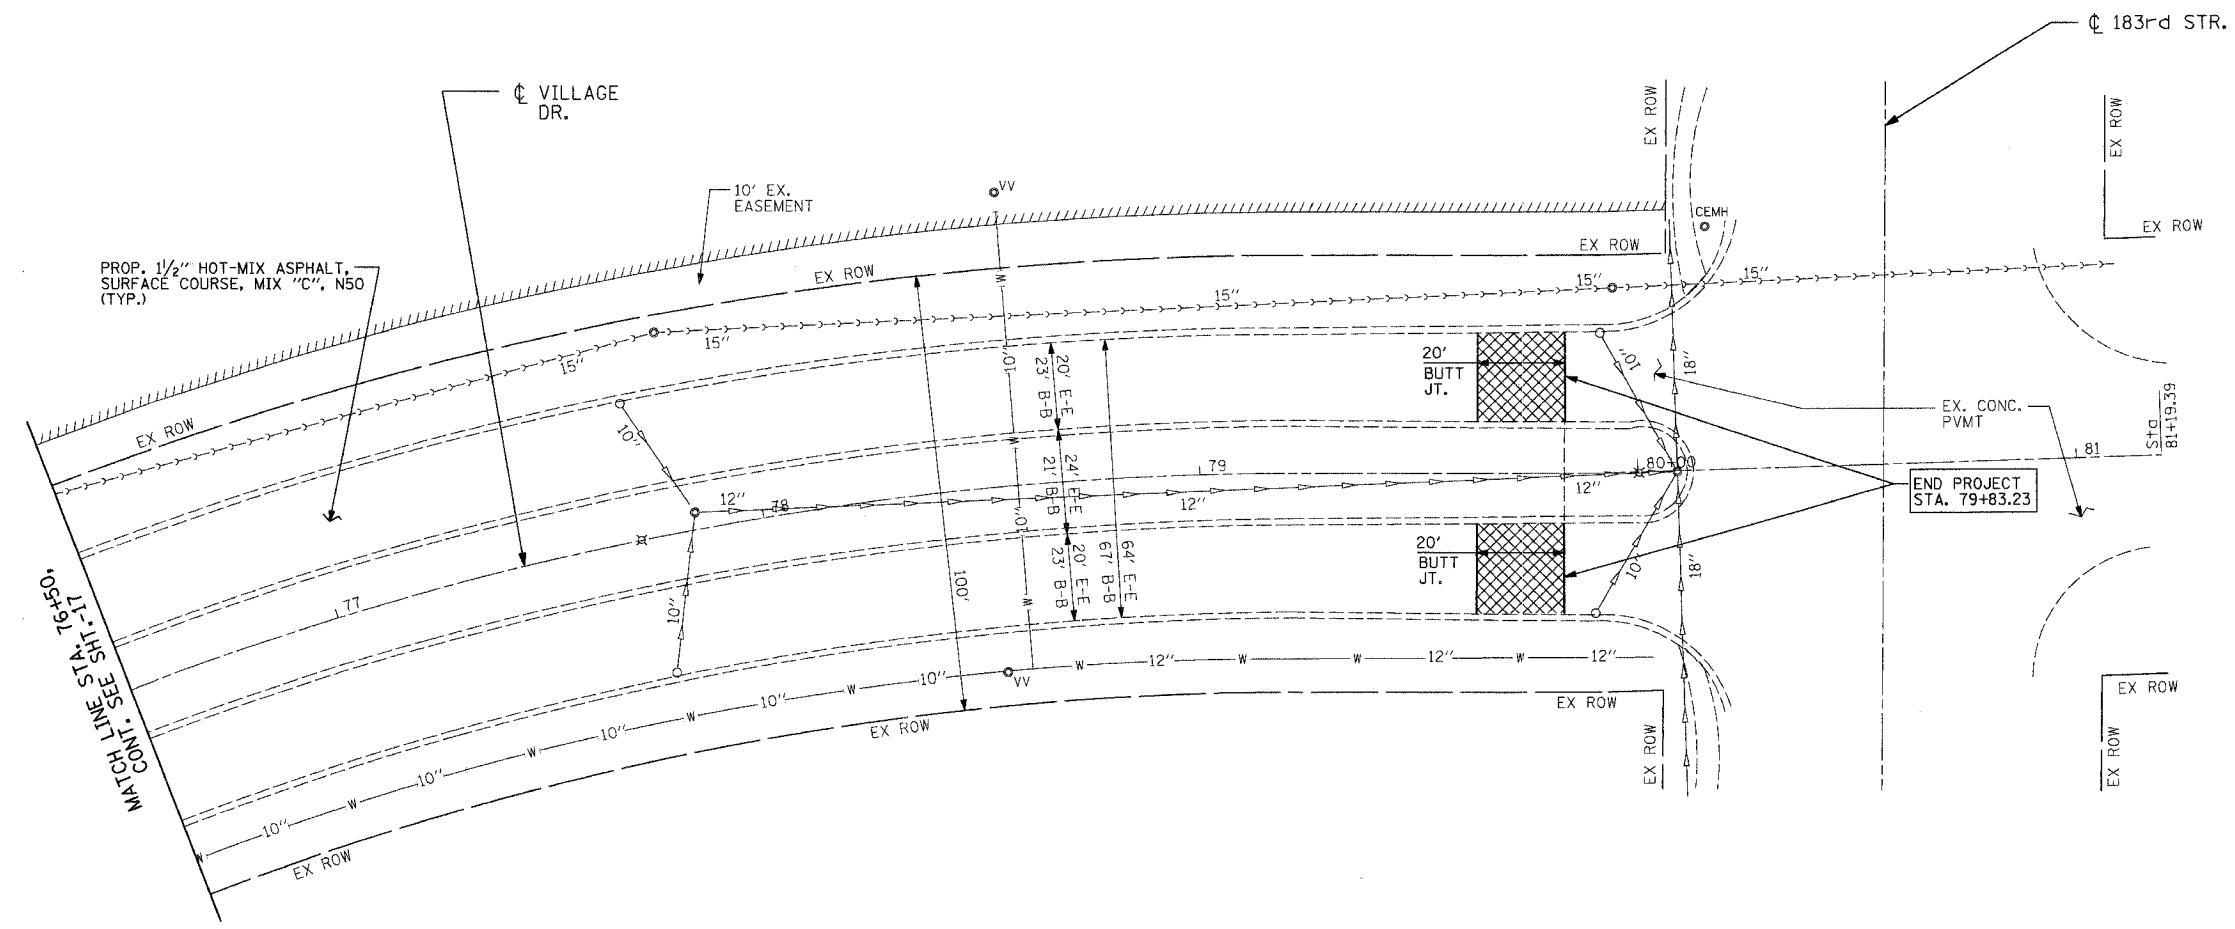 ℄ 183rd STR.
℄ VILLAGE
DR.
10' EX.
EASEMENT
VV
EX ROW
EX ROW
CEMH
EX ROW
EX ROW
EX ROW
PROP. 1½" HOT-MIX ASPHALT,
SURFACE COURSE, MIX "C", N50
(TYP.)
15"
15"
15"
15"
15"
W
10"
20' E-E
23' B-B
20'
BUTT
JT.
10"
18"
EX. CONC.
PVMT
Sta
81+19.39
EX ROW
10"
W
24' E-E
21' B-B
79
80+00
81
12"
78
12"
12"
END PROJECT
STA. 79+83.23
10"
W
20' E-E
23' B-B
64' E-E
67' B-B
100'
20'
BUTT
JT.
10"
18"
77
10"
MATCH LINE STA. 76+50,
CONT. SEE SHT.-17
W
10"
W
10"
W
10"
W
10"
W
10"
VV
W
12"
W
W
12"
W
12"
EX ROW
EX ROW
EX ROW
EX ROW
EX ROW
EX ROW